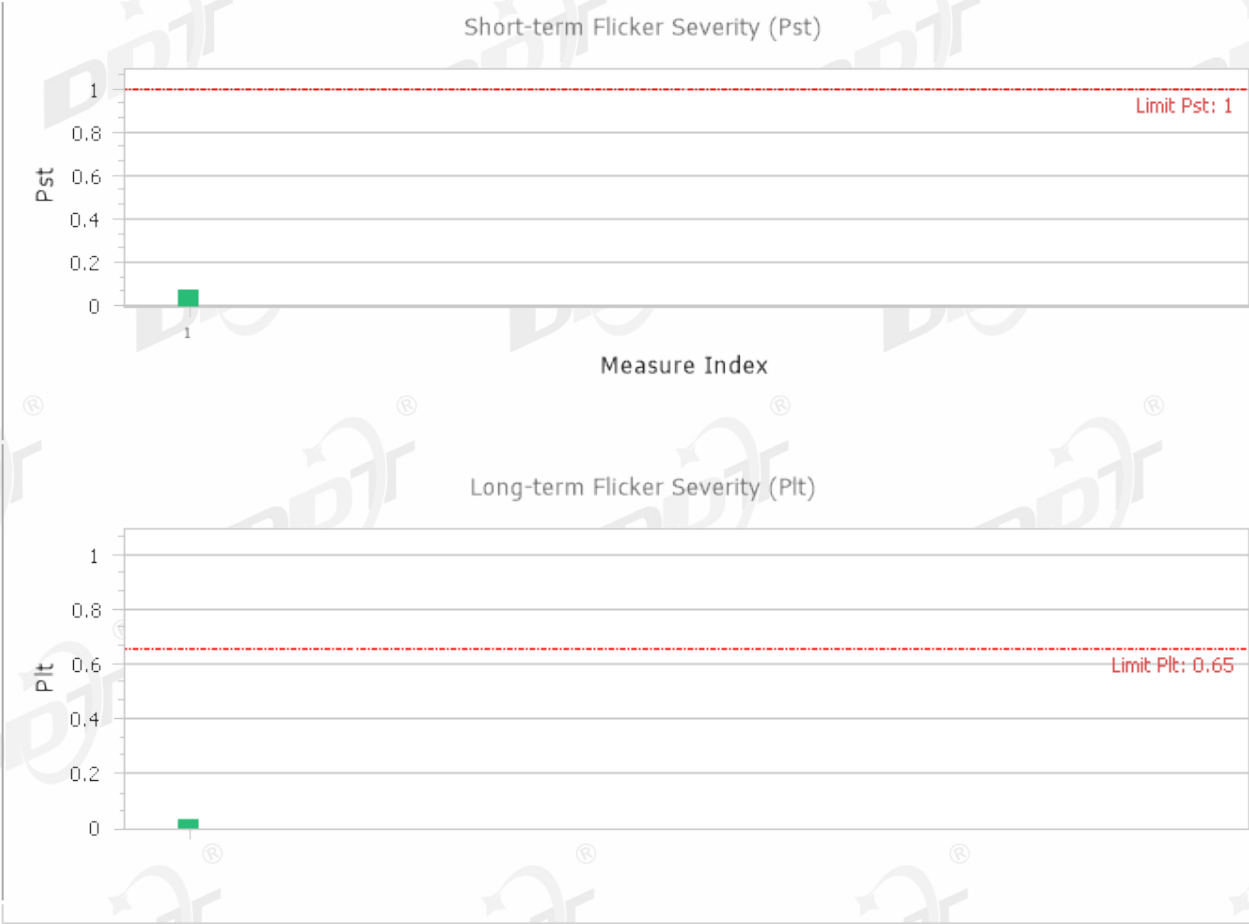 Short-term Flicker Severity (Pst)
1
Limit Pst: 1
0.8
Pst
0.6
0.4
0.2
0
1
Measure Index
Long-term Flicker Severity (Plt)
1
0.8
Plt
0.6
Limit Plt: 0.65
0.4
0.2
0
DDT
®